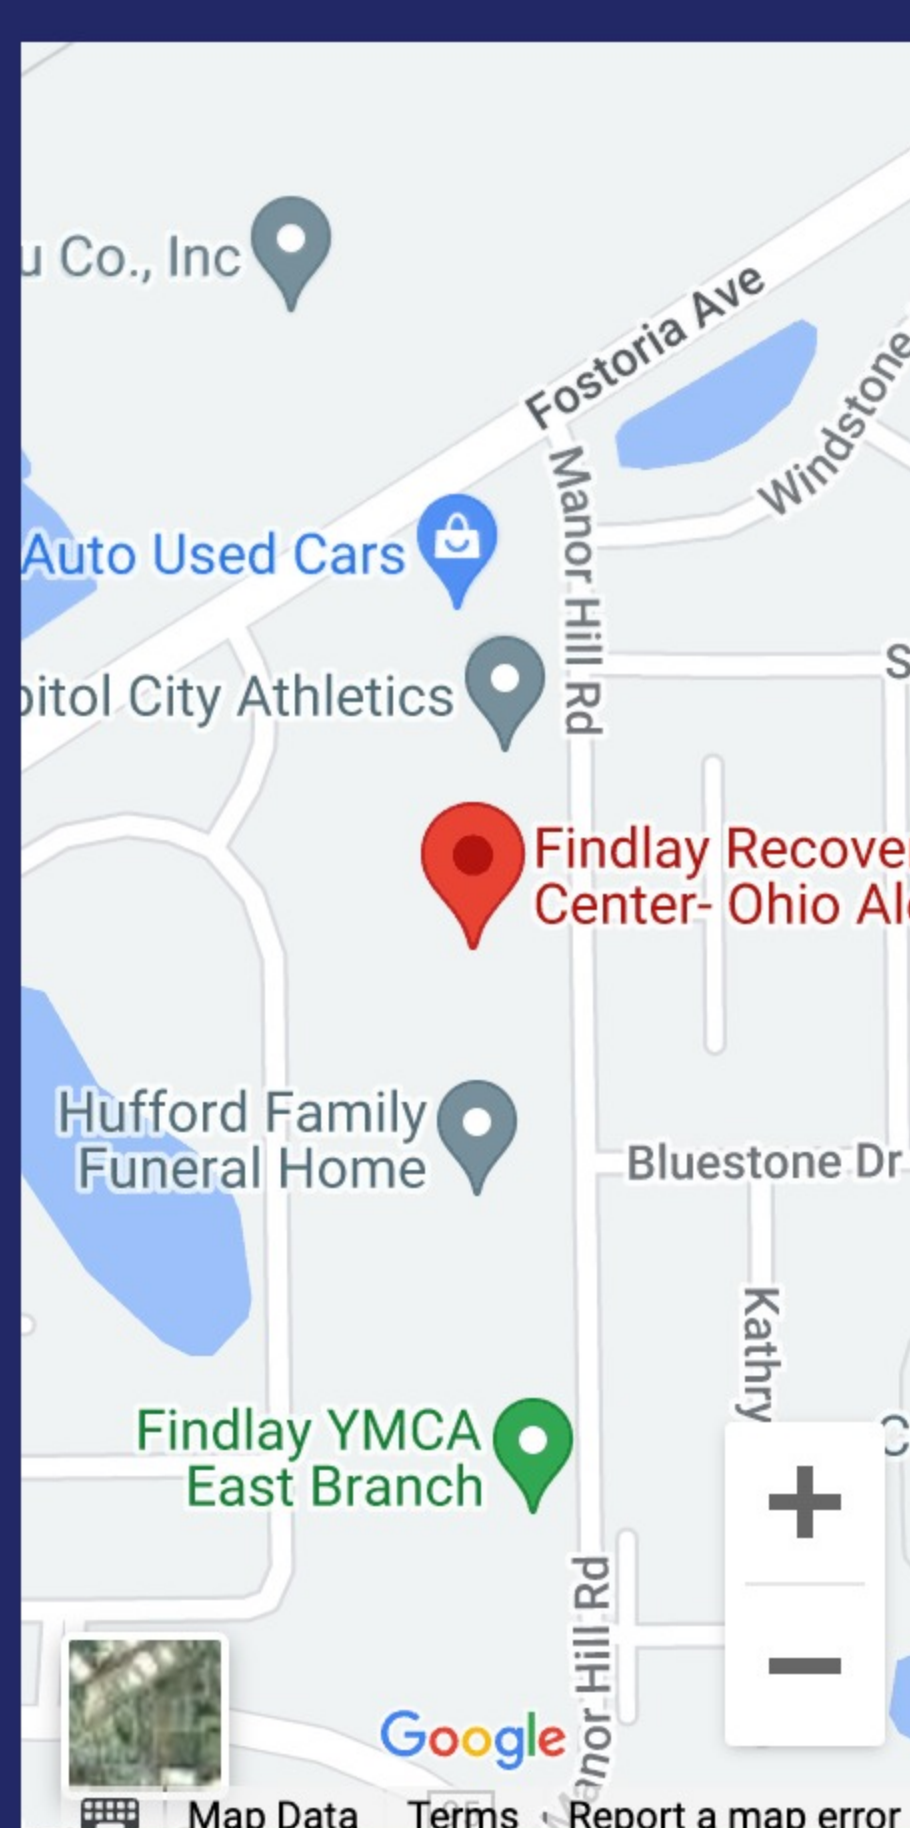 u Co., Inc
Fostoria Ave
Windstone
Manor Hill Rd
Auto Used Cars
pitol City Athletics
S
Findlay Recove
Center- Ohio Al
Hufford Family
Funeral Home
Bluestone Dr
Kathry
Findlay YMCA
East Branch
C
+
−
Manor Hill Rd
Google
Map Data
Terms
Report a map error